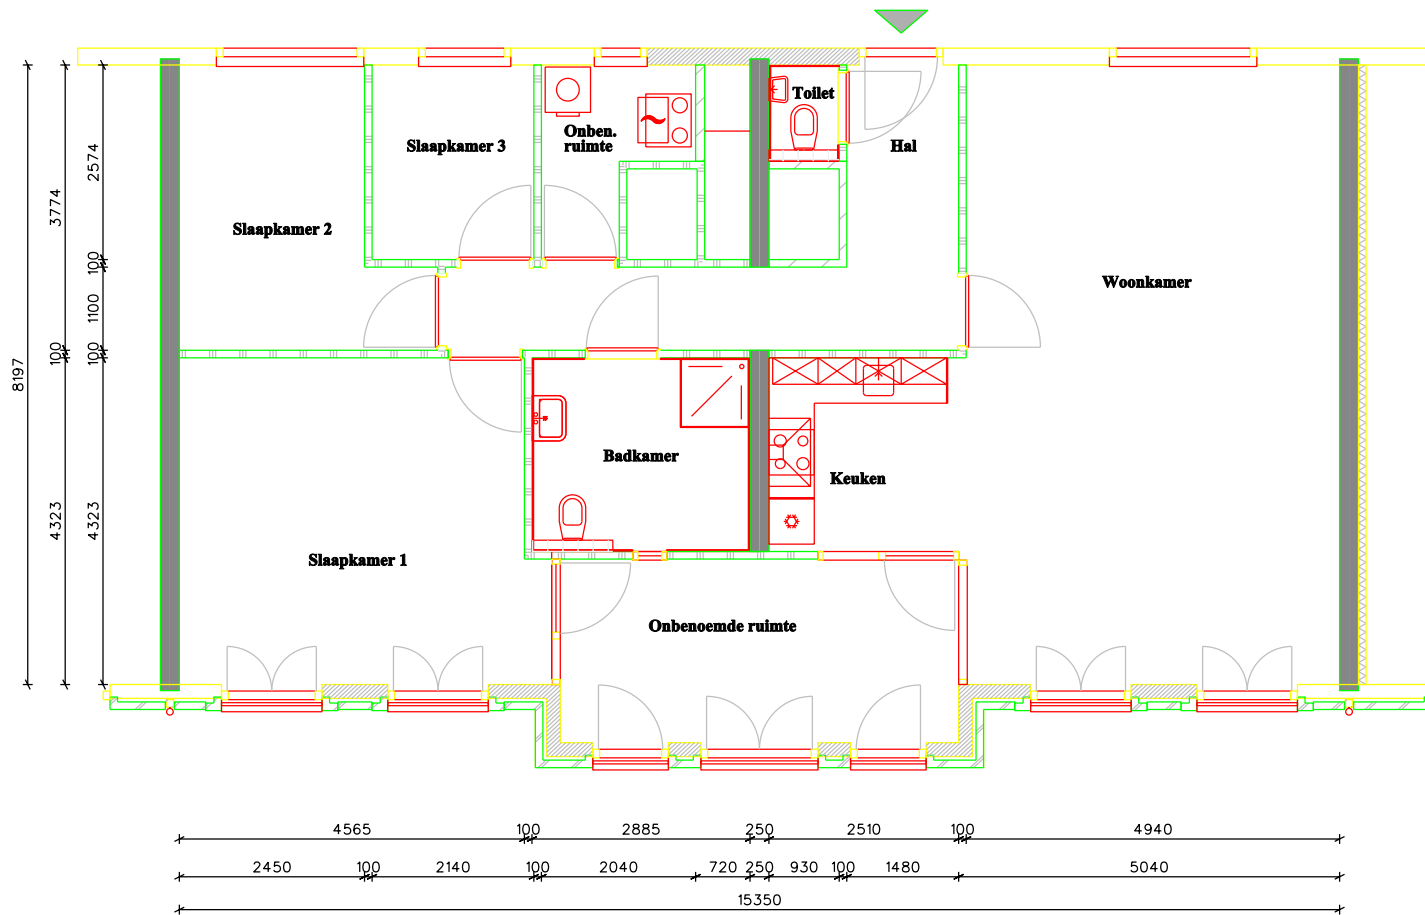 Toilet
Onben.
ruimte
Slaapkamer 3
Hal
Slaapkamer 2
Woonkamer
Badkamer
Keuken
Slaapkamer 1
Onbenoemde ruimte
8197
3774
100
4323
2574
100
1100
100
4323
4565 100 2885 250 2510 100 4940
2450 100 2140 100 2040 720 250 930 100 1480 5040
15350